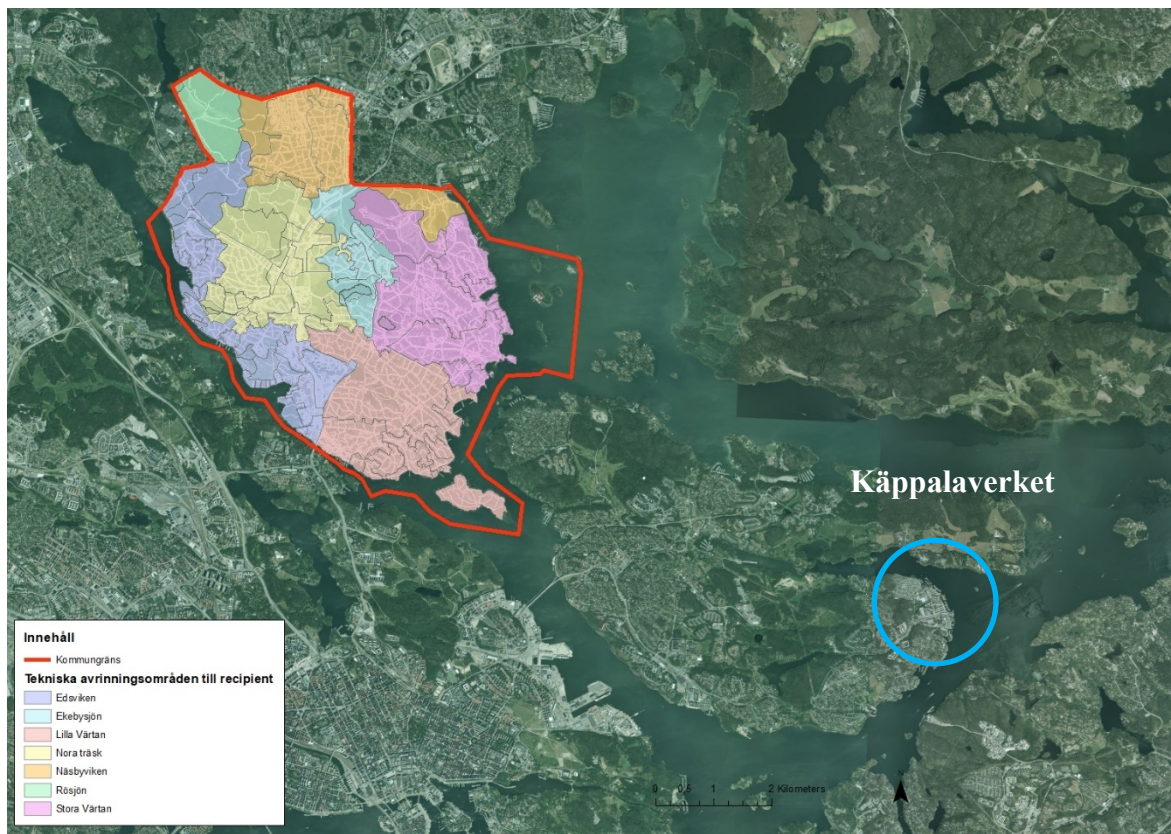 Käppalaverket
Innehåll
Kommungräns
Tekniska avrinningsområden till recipient
Edsviken
Ekebysjön
Lilla Värtan
Nora träsk
Näsbyviken
Rösjön
Stora Värtan
0 0,5 1 2 Kilometers